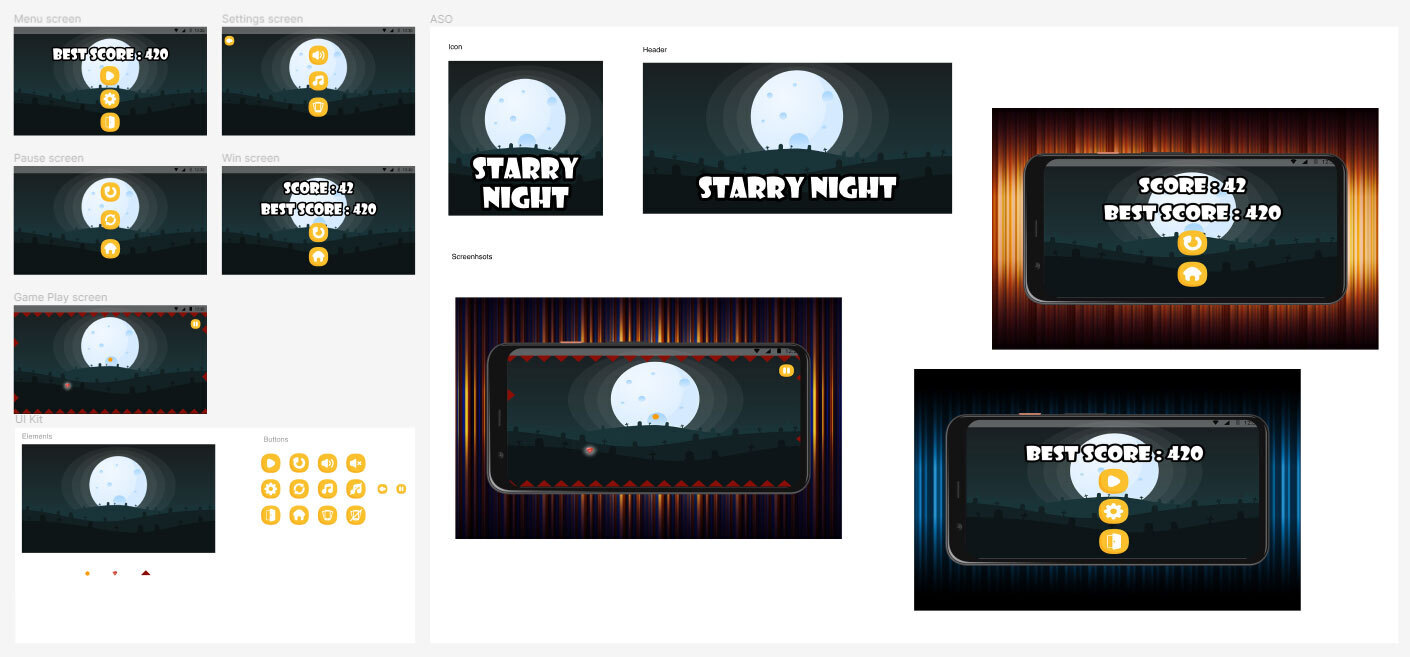 Menu screen
Settings screen
ASO
BEST SCORE : 420
Icon
Header
STARRY
NIGHT
STARRY NIGHT
Pause screen
Win screen
SCORE : 42
BEST SCORE : 420
SCORE : 42
BEST SCORE : 420
Screenhsots
Game Play screen
UI Kit
Elements
Buttons
BEST SCORE : 420